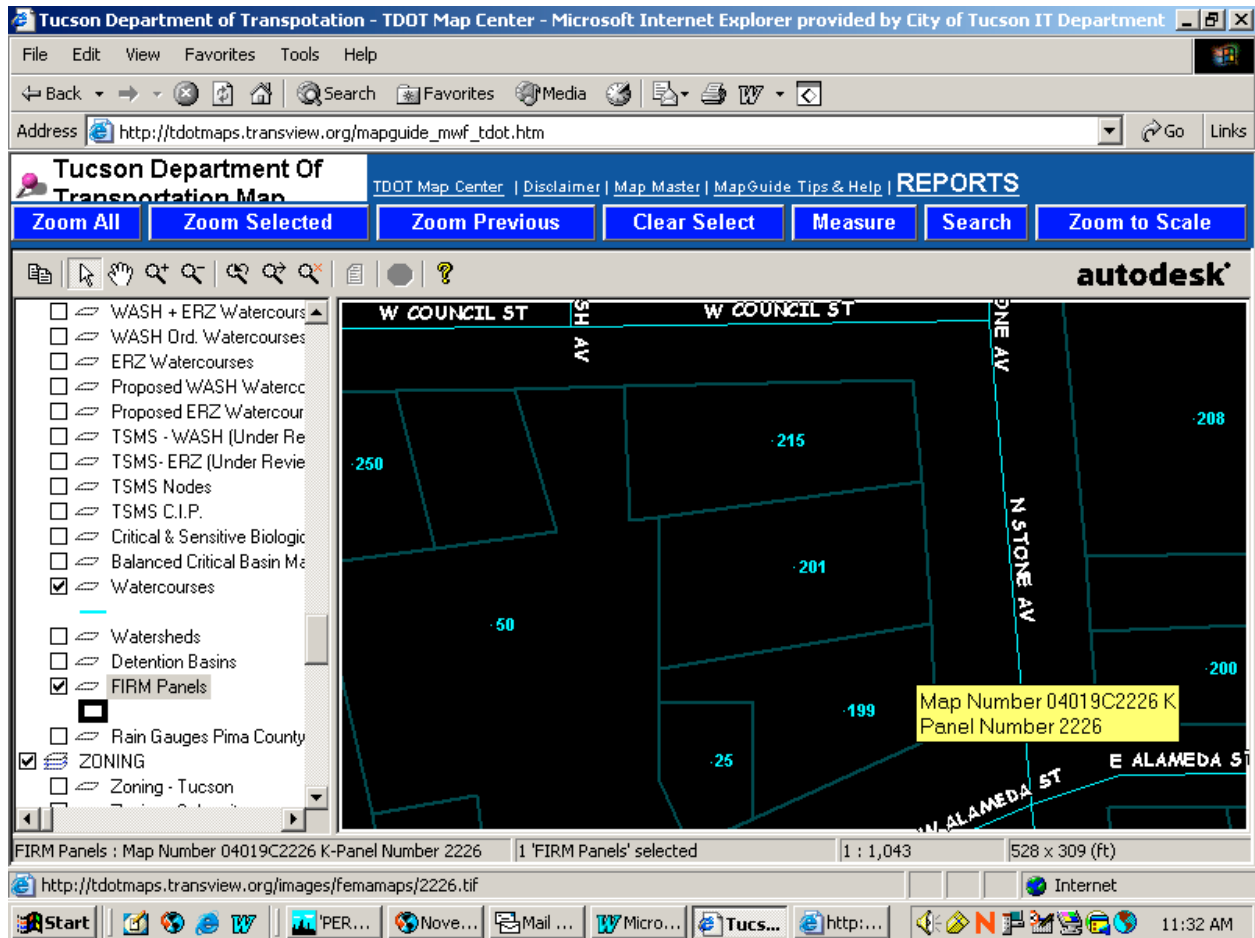 Tucson Department of Transpotation - TDOT Map Center - Microsoft Internet Explorer provided by City of Tucson IT Department
File Edit View Favorites Tools Help
Back Search Favorites Media
Address http://tdotmaps.transview.org/mapguide_mwf_tdot.htm Go Links
Tucson Department Of
Transportation Map
TDOT Map Center | Disclaimer | Map Master | MapGuide Tips & Help | REPORTS
Zoom All Zoom Selected Zoom Previous Clear Select Measure Search Zoom to Scale
autodesk
WASH + ERZ Watercours
WASH Ord. Watercourses
ERZ Watercourses
Proposed WASH Waterco
Proposed ERZ Watercour
TSMS - WASH (Under Re
TSMS- ERZ (Under Revie
TSMS Nodes
TSMS C.I.P.
Critical & Sensitive Biologic
Balanced Critical Basin Ma
Watercourses
Watersheds
Detention Basins
FIRM Panels
Rain Gauges Pima County
ZONING
Zoning - Tucson
W COUNCIL ST
SH AV
W COUNCIL ST
ONE AV
208
215
250
N STONE AV
201
50
200
Map Number 04019C2226 K
Panel Number 2226
199
25
E ALAMEDA ST
W ALAMEDA ST
FIRM Panels : Map Number 04019C2226 K-Panel Number 2226 1 'FIRM Panels' selected 1 : 1,043 528 x 309 (ft)
http://tdotmaps.transview.org/images/femamaps/2226.tif Internet
Start 'PER... Nove... Mail ... Micro... Tucs... http:... 11:32 AM